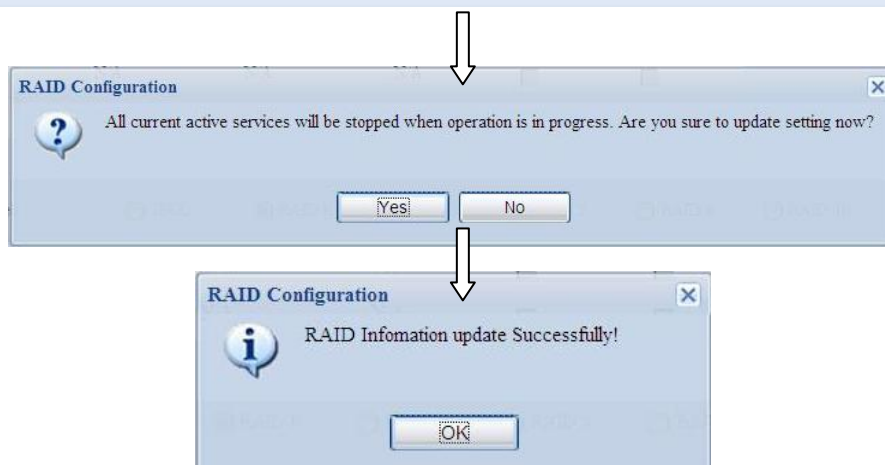 RAID Configuration
All current active services will be stopped when operation is in progress. Are you sure to update setting now?
Yes
No
RAID Configuration
RAID Infomation update Successfully!
OK